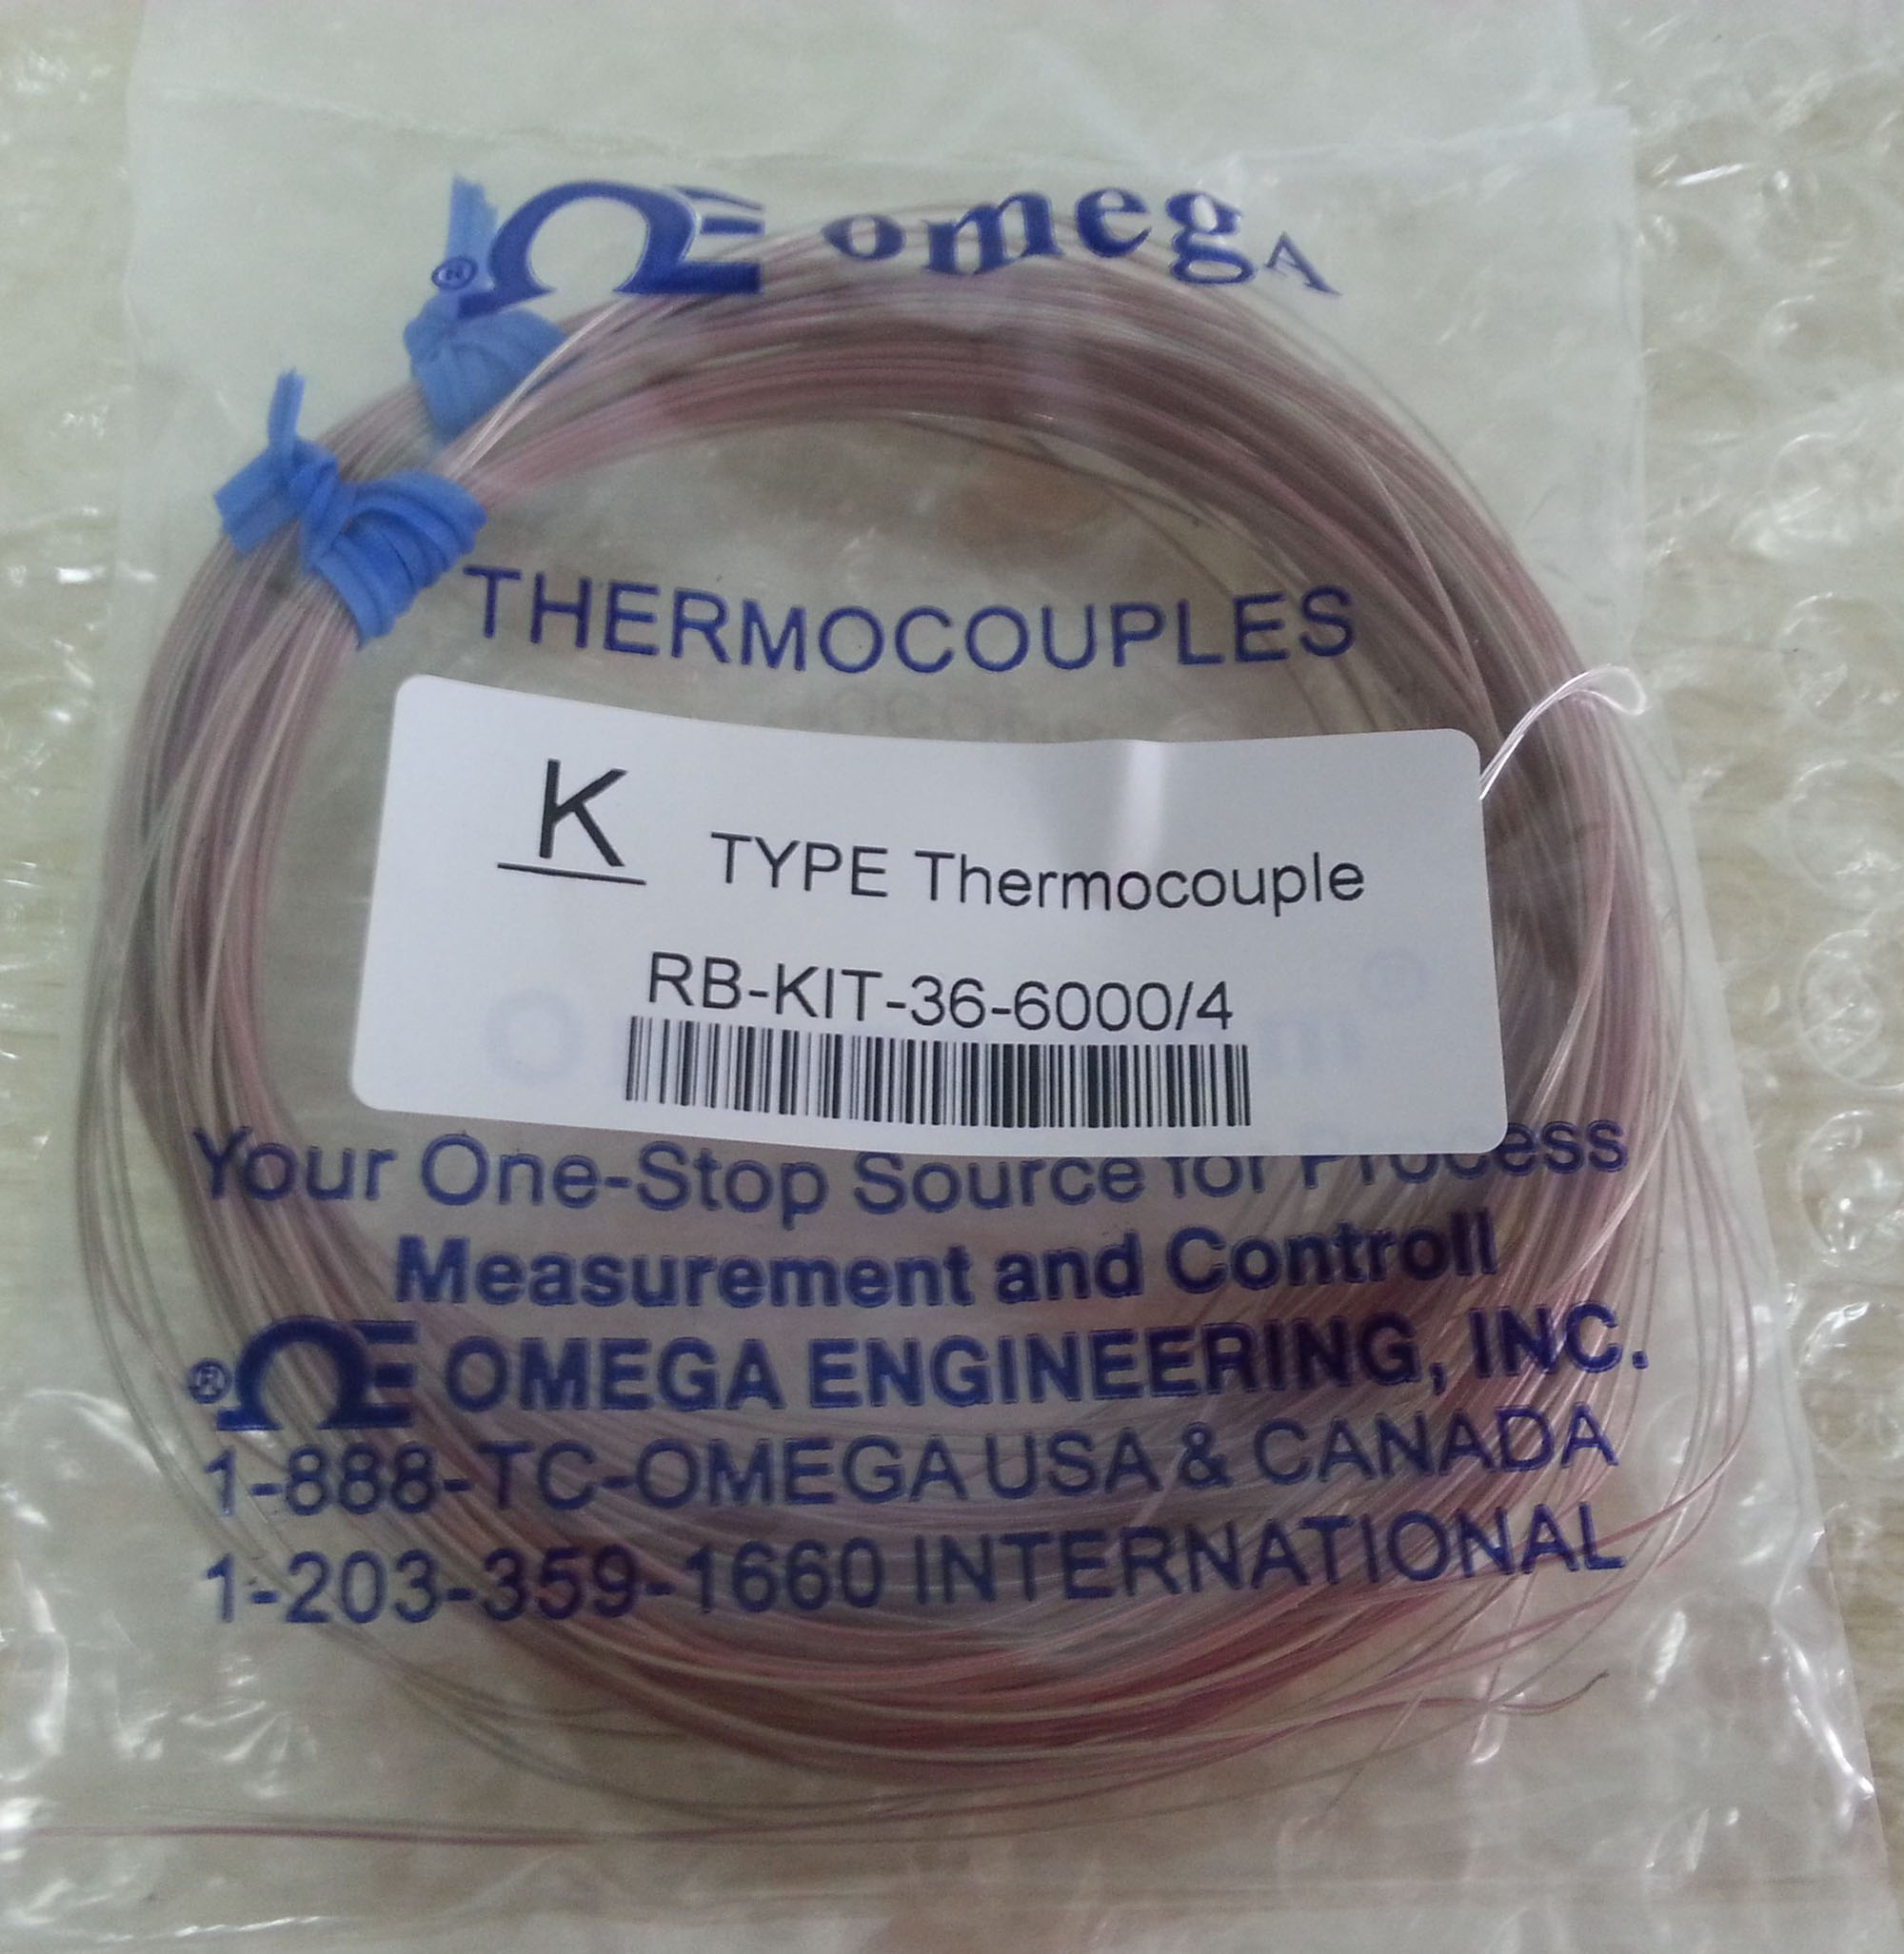 ® omegA
THERMOCOUPLES
K TYPE Thermocouple
RB-KIT-36-6000/4
Your One-Stop Source for Process
Measurement and Controll
® OMEGA ENGINEERING, INC.
1-888-TC-OMEGA USA & CANADA
1-203-359-1660 INTERNATIONAL